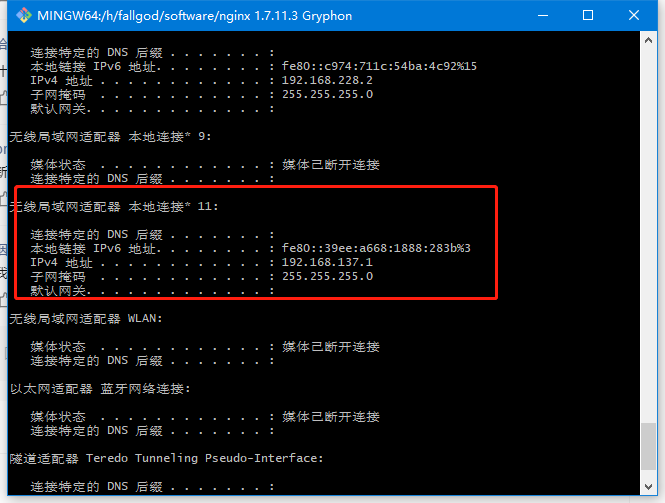 MINGW64:/h/fallgod/software/nginx 1.7.11.3 Gryphon
连接特定的 DNS 后缀 . . . . . . . :
本地链接 IPv6 地址. . . . . . . . : fe80::c974:711c:54ba:4c92%15
IPv4 地址 . . . . . . . . . . . . : 192.168.228.2
子网掩码 . . . . . . . . . . . . : 255.255.255.0
默认网关. . . . . . . . . . . . . :
无线局域网适配器 本地连接* 9:
媒体状态 . . . . . . . . . . . . : 媒体已断开连接
连接特定的 DNS 后缀 . . . . . . . :
无线局域网适配器 本地连接* 11:
连接特定的 DNS 后缀 . . . . . . . :
本地链接 IPv6 地址. . . . . . . . : fe80::39ee:a668:1888:283b%3
IPv4 地址 . . . . . . . . . . . . : 192.168.137.1
子网掩码 . . . . . . . . . . . . : 255.255.255.0
默认网关. . . . . . . . . . . . . :
无线局域网适配器 WLAN:
媒体状态 . . . . . . . . . . . . : 媒体已断开连接
连接特定的 DNS 后缀 . . . . . . . :
以太网适配器 蓝牙网络连接:
媒体状态 . . . . . . . . . . . . : 媒体已断开连接
连接特定的 DNS 后缀 . . . . . . . :
隧道适配器 Teredo Tunneling Pseudo-Interface:
连接特定的 DNS 后缀 . . . . . . . :